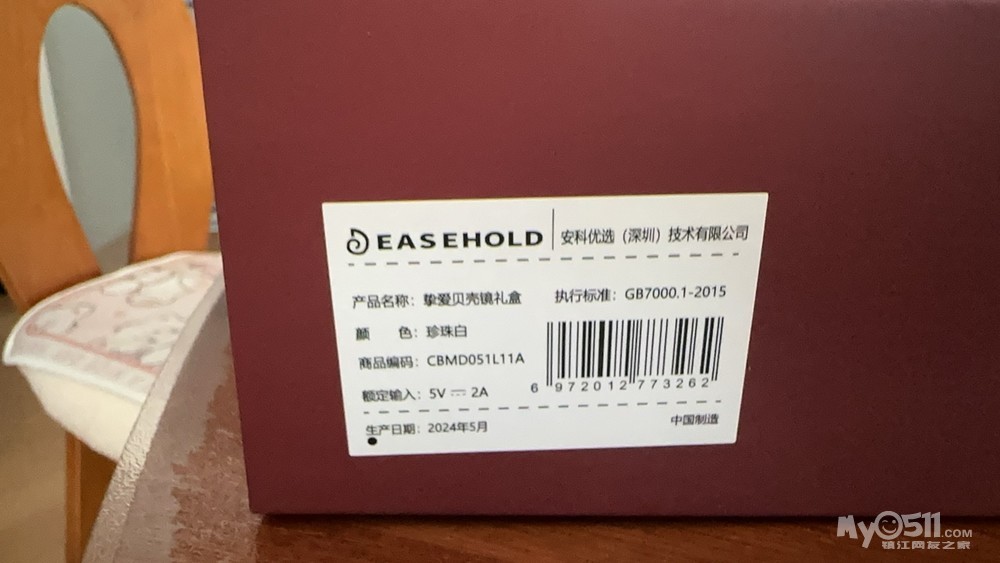 EASEHOLD 安科优选（深圳）技术有限公司
产品名称：挚爱贝壳镜礼盒 执行标准：GB7000.1-2015
颜 色：珍珠白
商品编码：CBMD051L11A
6 972012 773262
额定输入：5V ⎓ 2A
生产日期：2024年5月 中国制造
My0511.COM
镇江网友之家